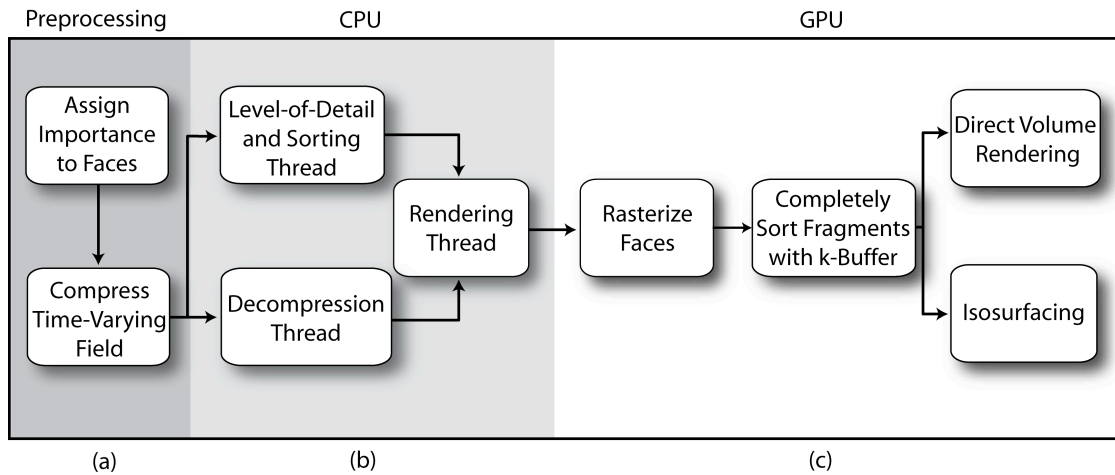 Preprocessing
CPU
GPU
Assign
Importance
to Faces
Compress
Time-Varying
Field
Level-of-Detail
and Sorting
Thread
Decompression
Thread
Rendering
Thread
Rasterize
Faces
Completely
Sort Fragments
with k-Buffer
Direct Volume
Rendering
Isosurfacing
(a)
(b)
(c)